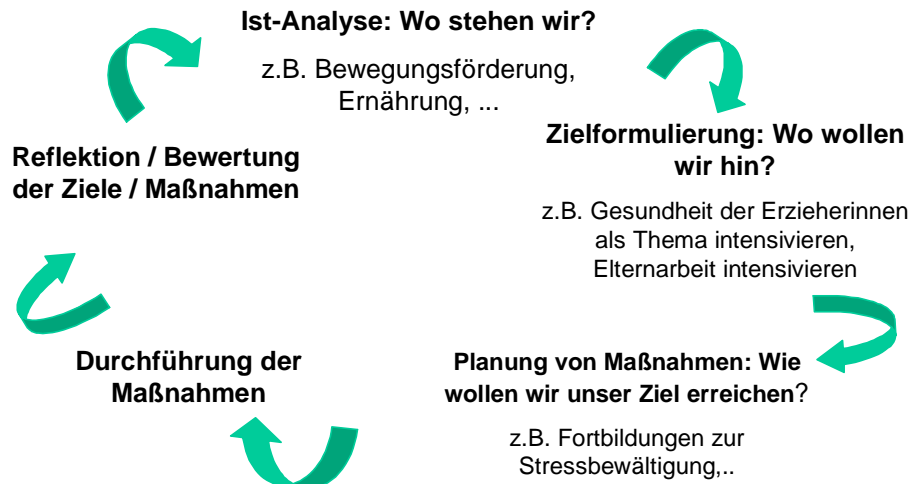 Ist-Analyse: Wo stehen wir?
z.B. Bewegungsförderung,
Ernährung, ...
Zielformulierung: Wo wollen
wir hin?
z.B. Gesundheit der Erzieherinnen
als Thema intensivieren,
Elternarbeit intensivieren
Planung von Maßnahmen: Wie
wollen wir unser Ziel erreichen?
z.B. Fortbildungen zur
Stressbewältigung,..
Durchführung der
Maßnahmen
Reflektion / Bewertung
der Ziele / Maßnahmen